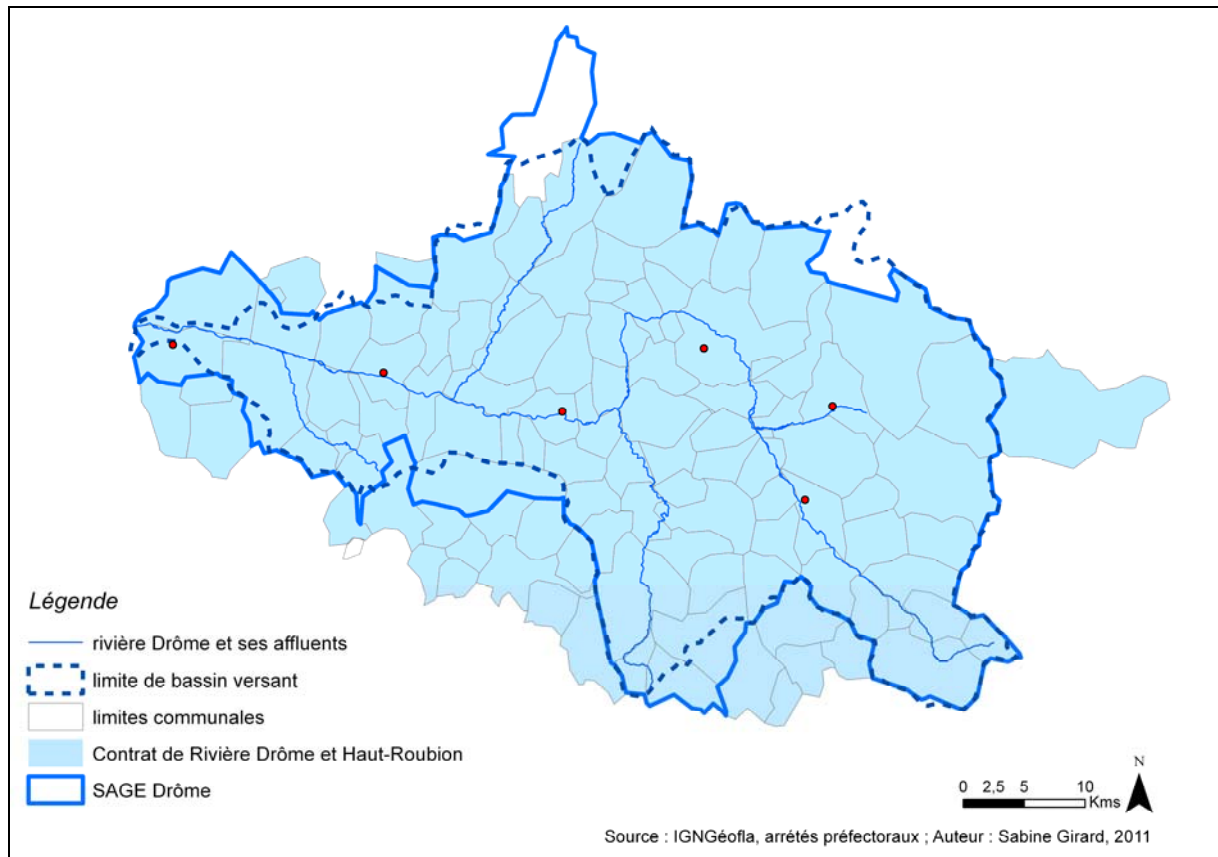 Légende
rivière Drôme et ses affluents
limite de bassin versant
limites communales
Contrat de Rivière Drôme et Haut-Roubion
SAGE Drôme
N
0 2,5 5 10
Kms
Source : IGNGéofla, arrétés préfectoraux ; Auteur : Sabine Girard, 2011